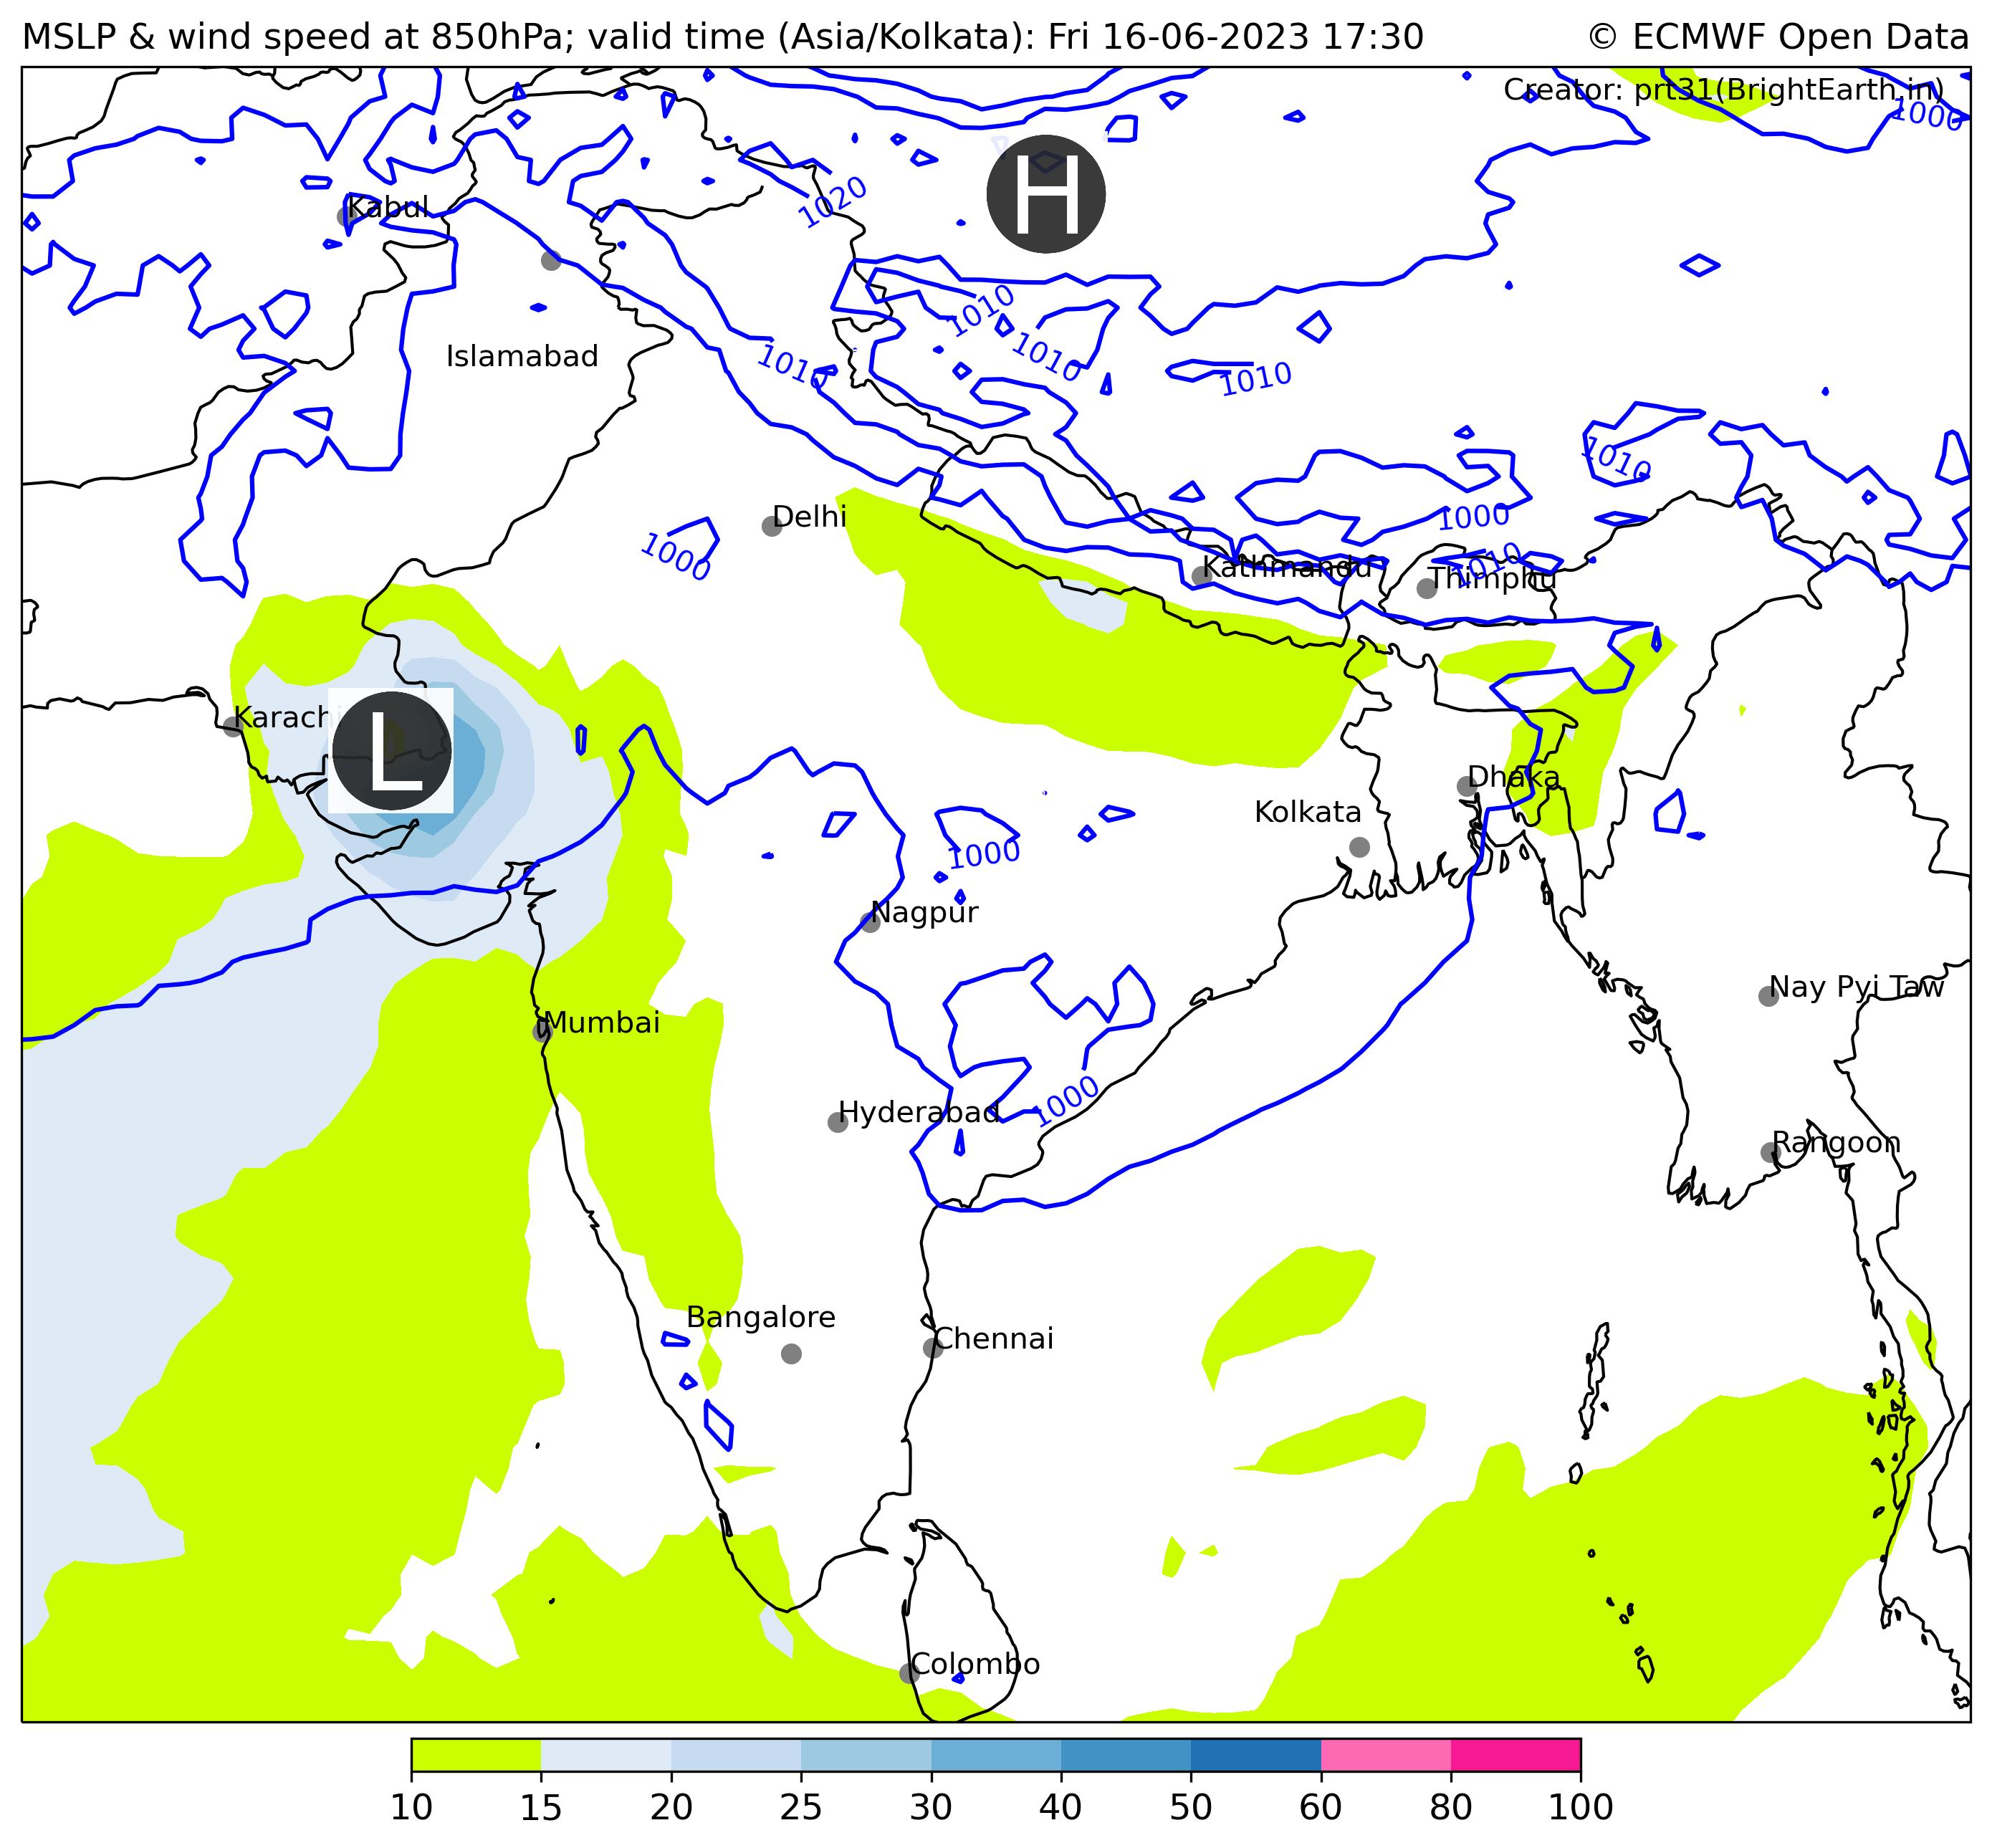 MSLP & wind speed at 850hPa; valid time (Asia/Kolkata): Fri 16-06-2023 17:30
© ECMWF Open Data
Creator: prt31(BrightEarth.in)
1000
H
Kabul
1020
1010
1010
Islamabad
1010
1010
1010
Delhi
1000
1000
1010
Kathmandu
Thimphu
Karachi
L
Dhaka
Kolkata
1000
Nagpur
Nay Pyi Taw
Mumbai
1000
Hyderabad
Rangoon
Bangalore
Chennai
Colombo
10 15 20 25 30 40 50 60 80 100